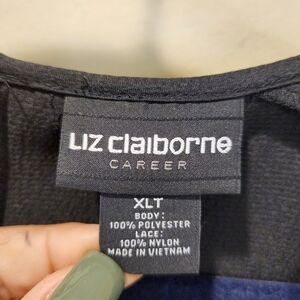 LIZ claiborne
CAREER
XLT
BODY:
100% POLYESTER
LACE:
100% NYLON
MADE IN VIETNAM